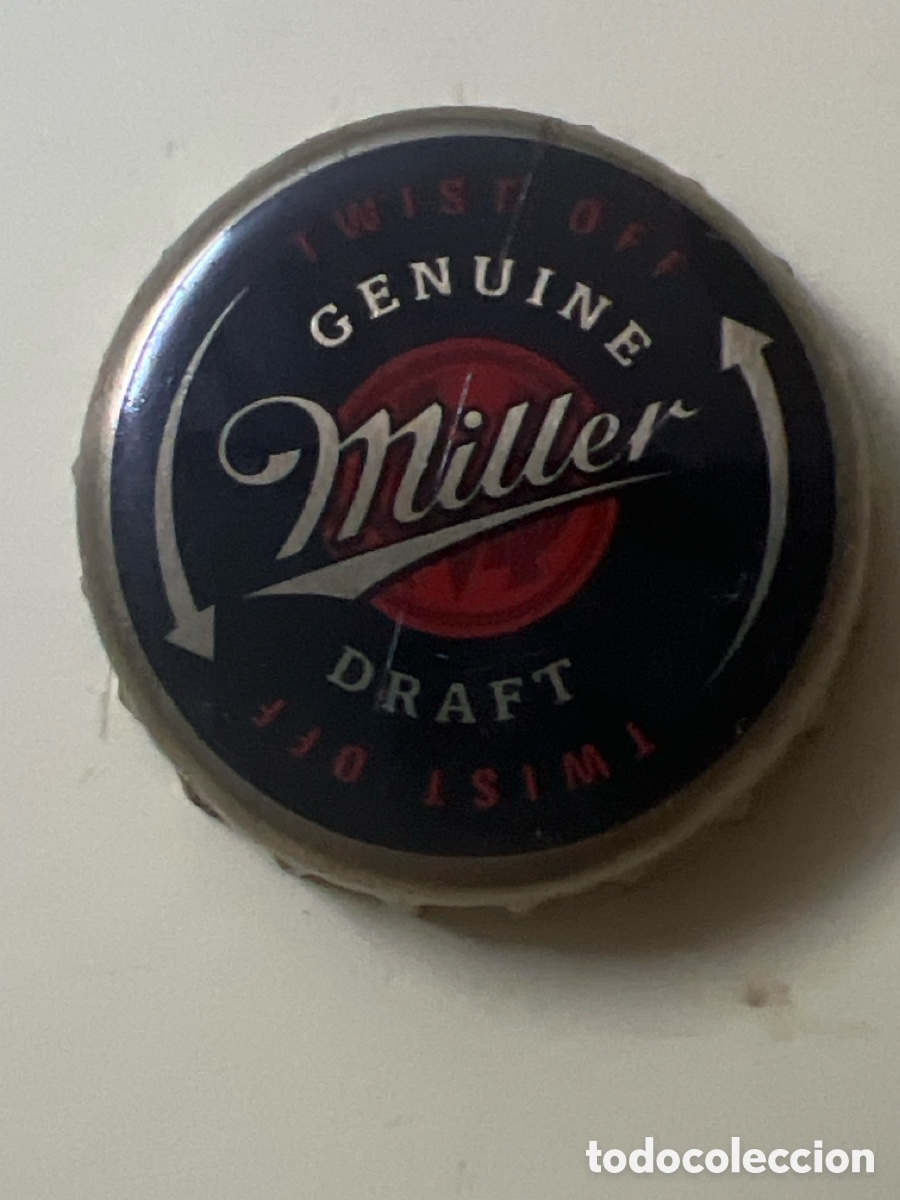 TWIST OFF
GENUINE
Miller
DRAFT
TWIST OFF
todocoleccion